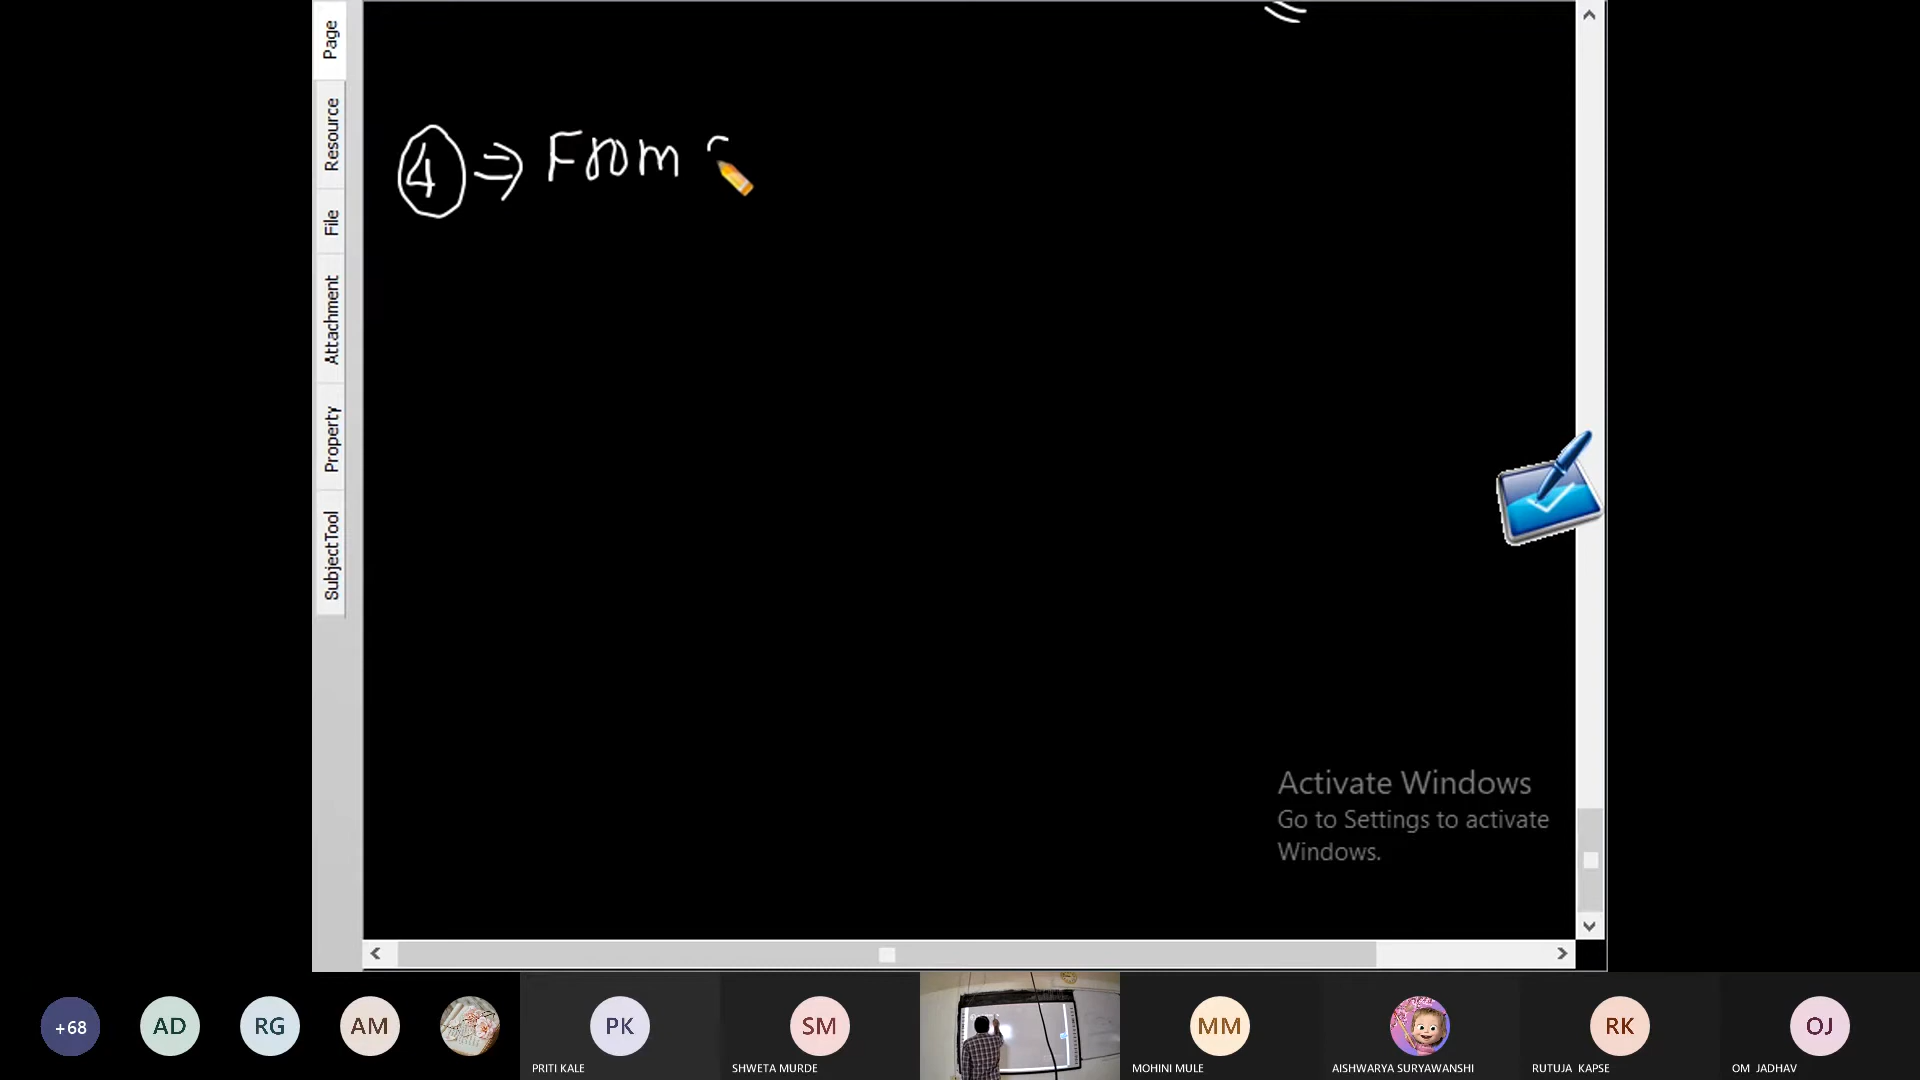 Page
Resource
File
Attachment
Property
SubjectTool
④ ⇒ From
Activate Windows
Go to Settings to activate
Windows.
+68
AD
RG
AM
PK
PRITI KALE
SM
SHWETA MURDE
MM
MOHINI MULE
AISHWARYA SURYAWANSHI
RK
RUTUJA KAPSE
OJ
OM JADHAV